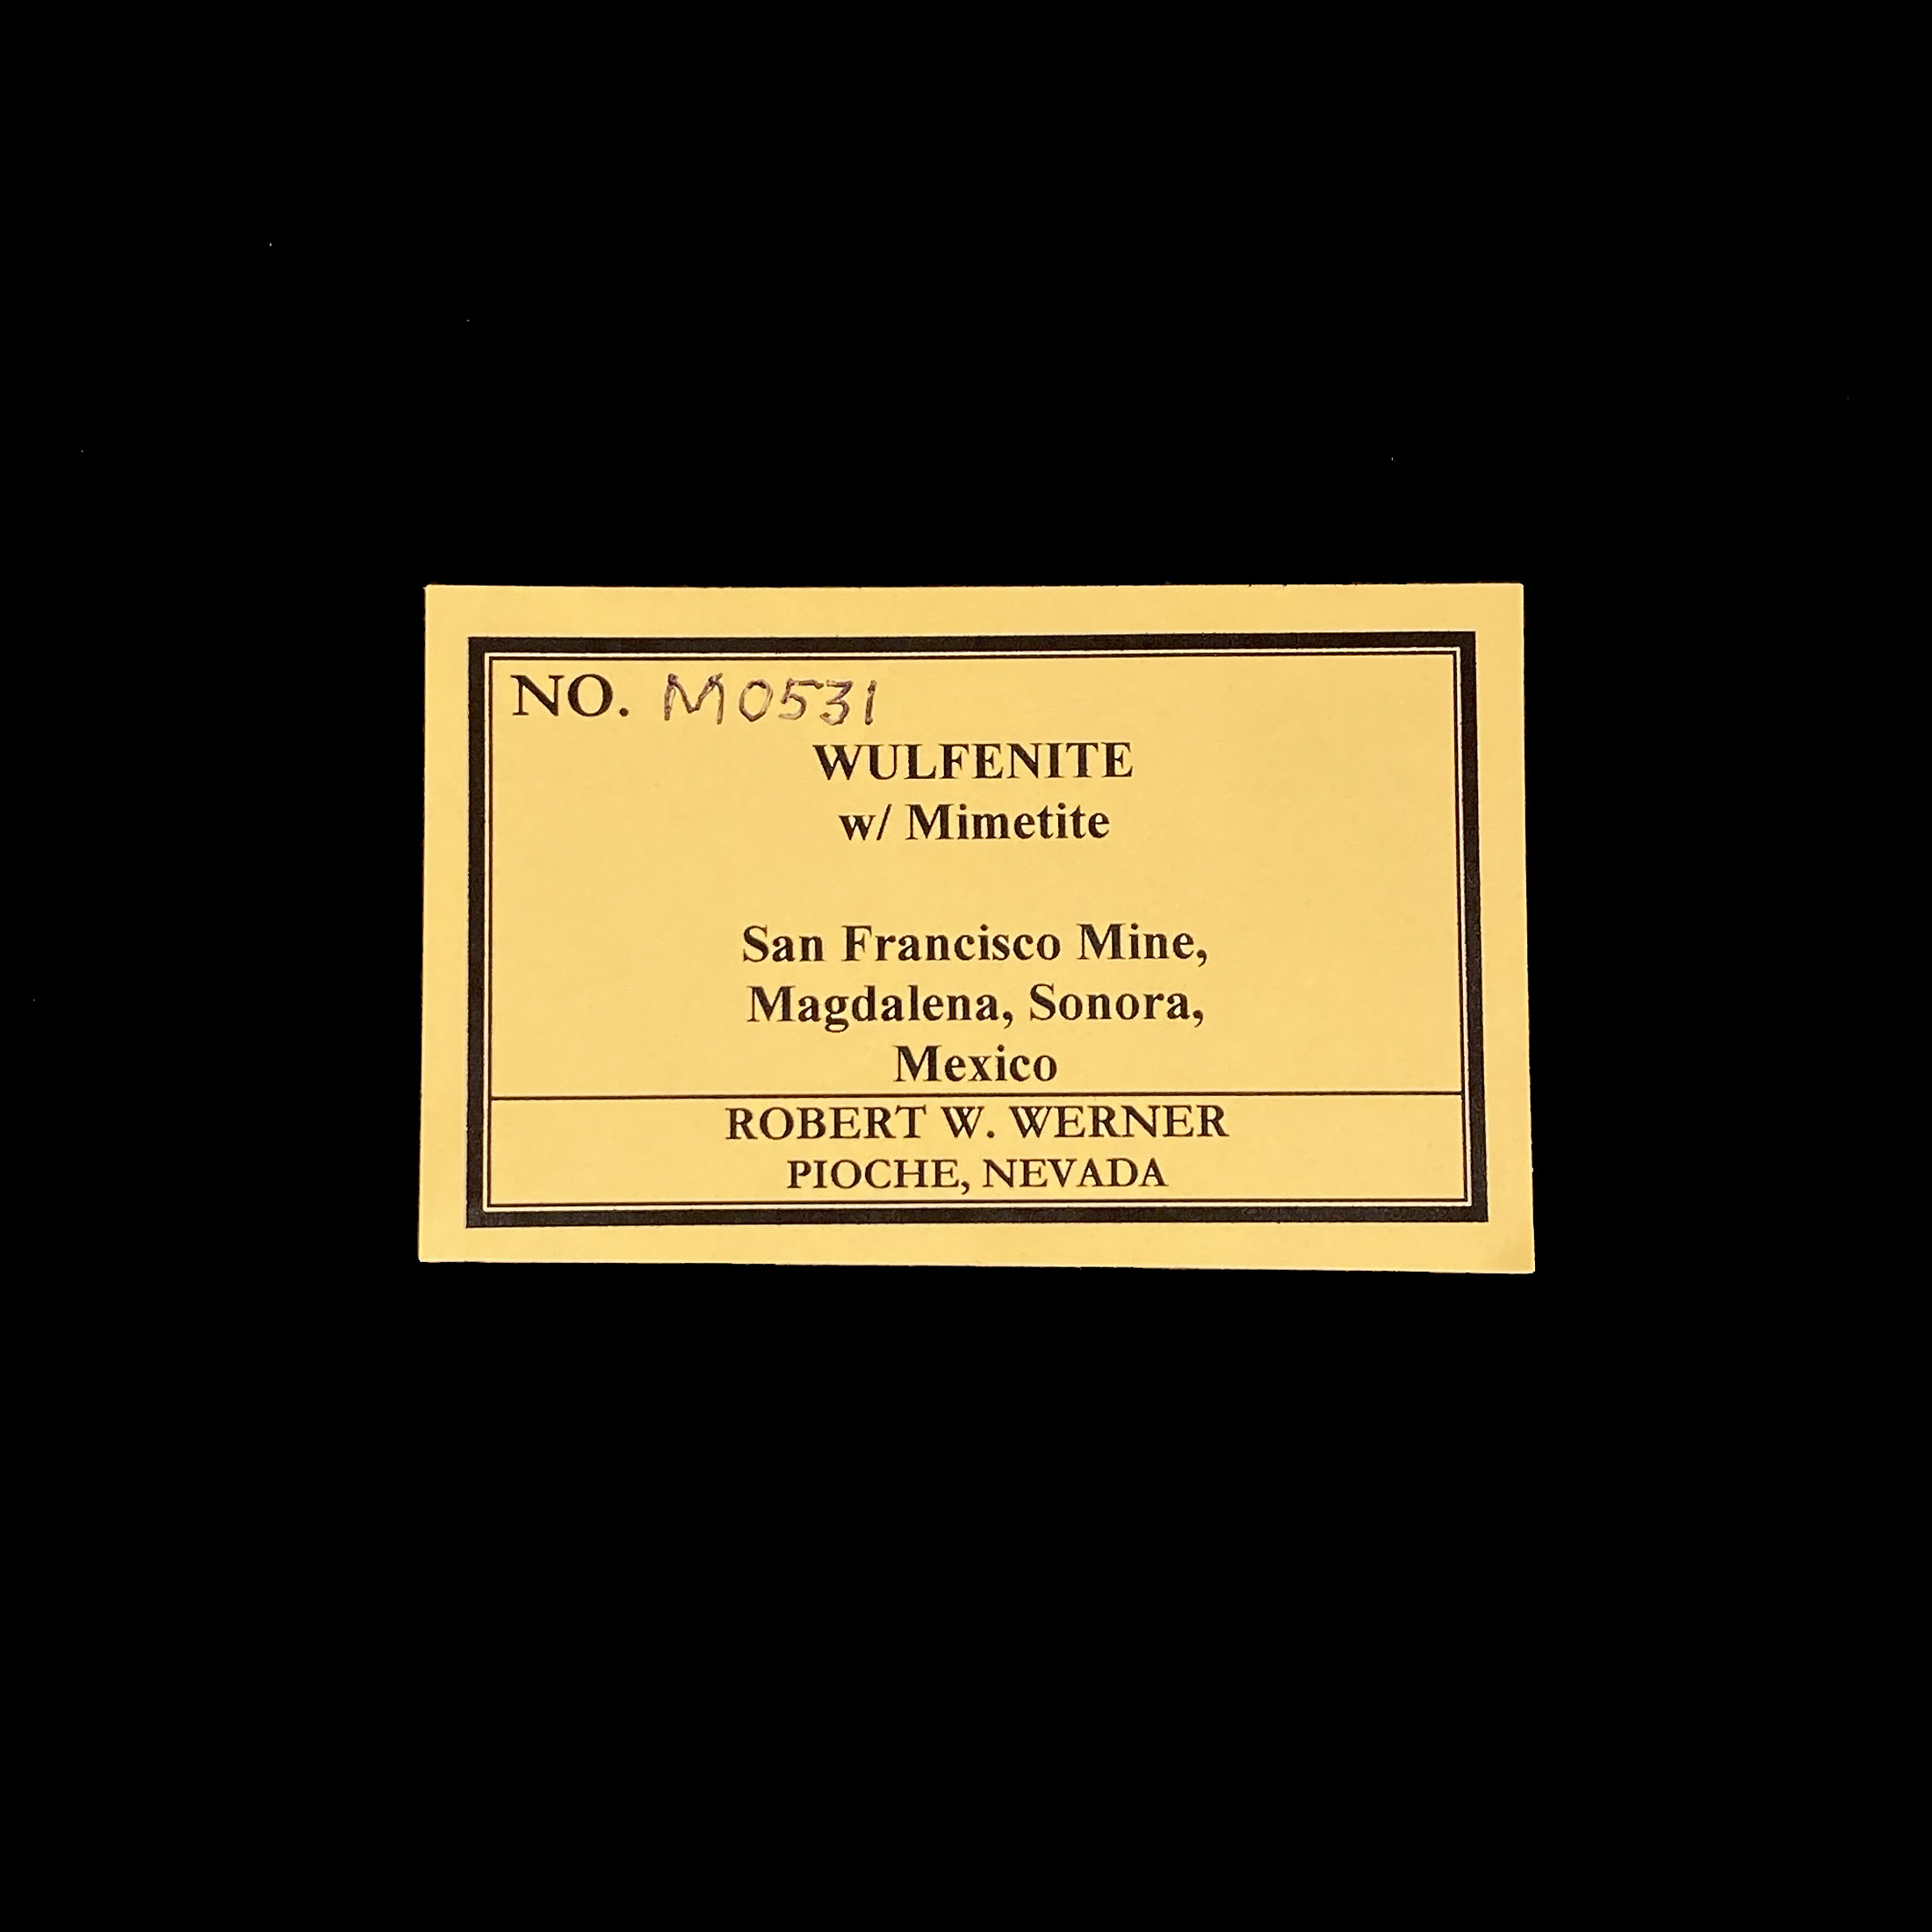 NO. M0531
WULFENITE
w/ Mimetite
San Francisco Mine,
Magdalena, Sonora,
Mexico
ROBERT W. WERNER
PIOCHE, NEVADA